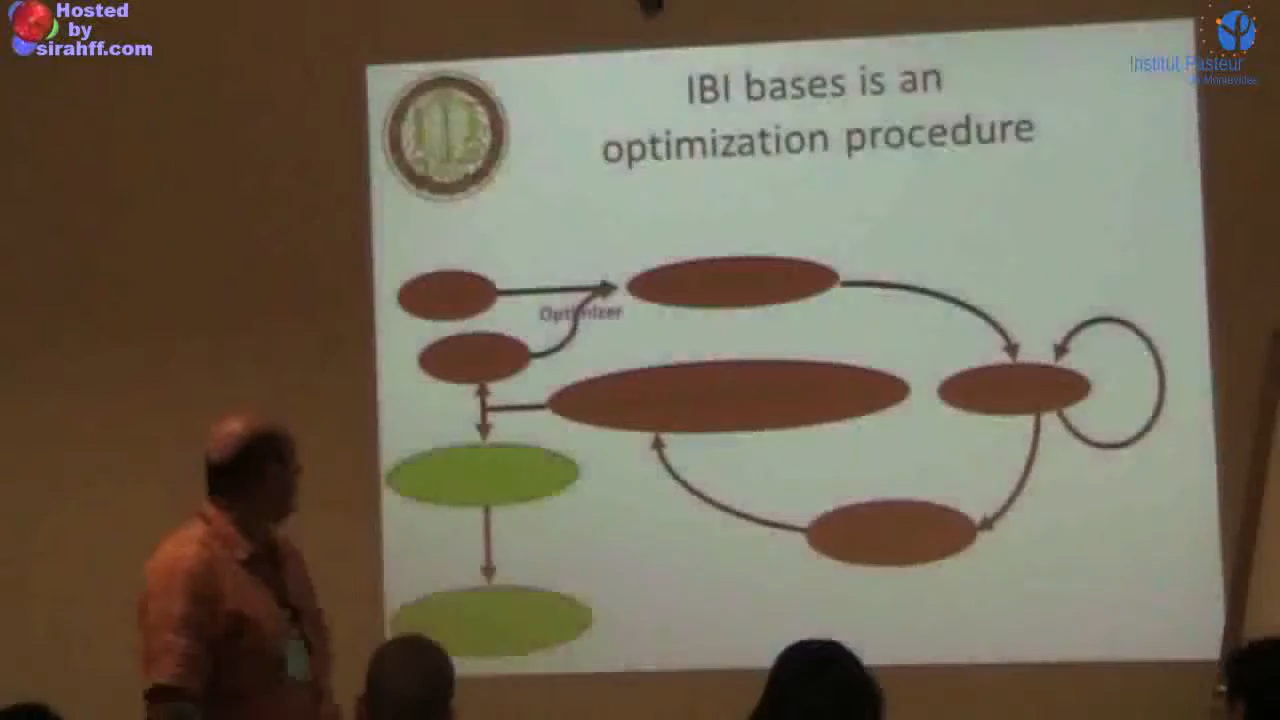 Hosted
by
sirahff.com
Institut Pasteur
de Montevideo
IBI bases is an
optimization procedure
Optimizer